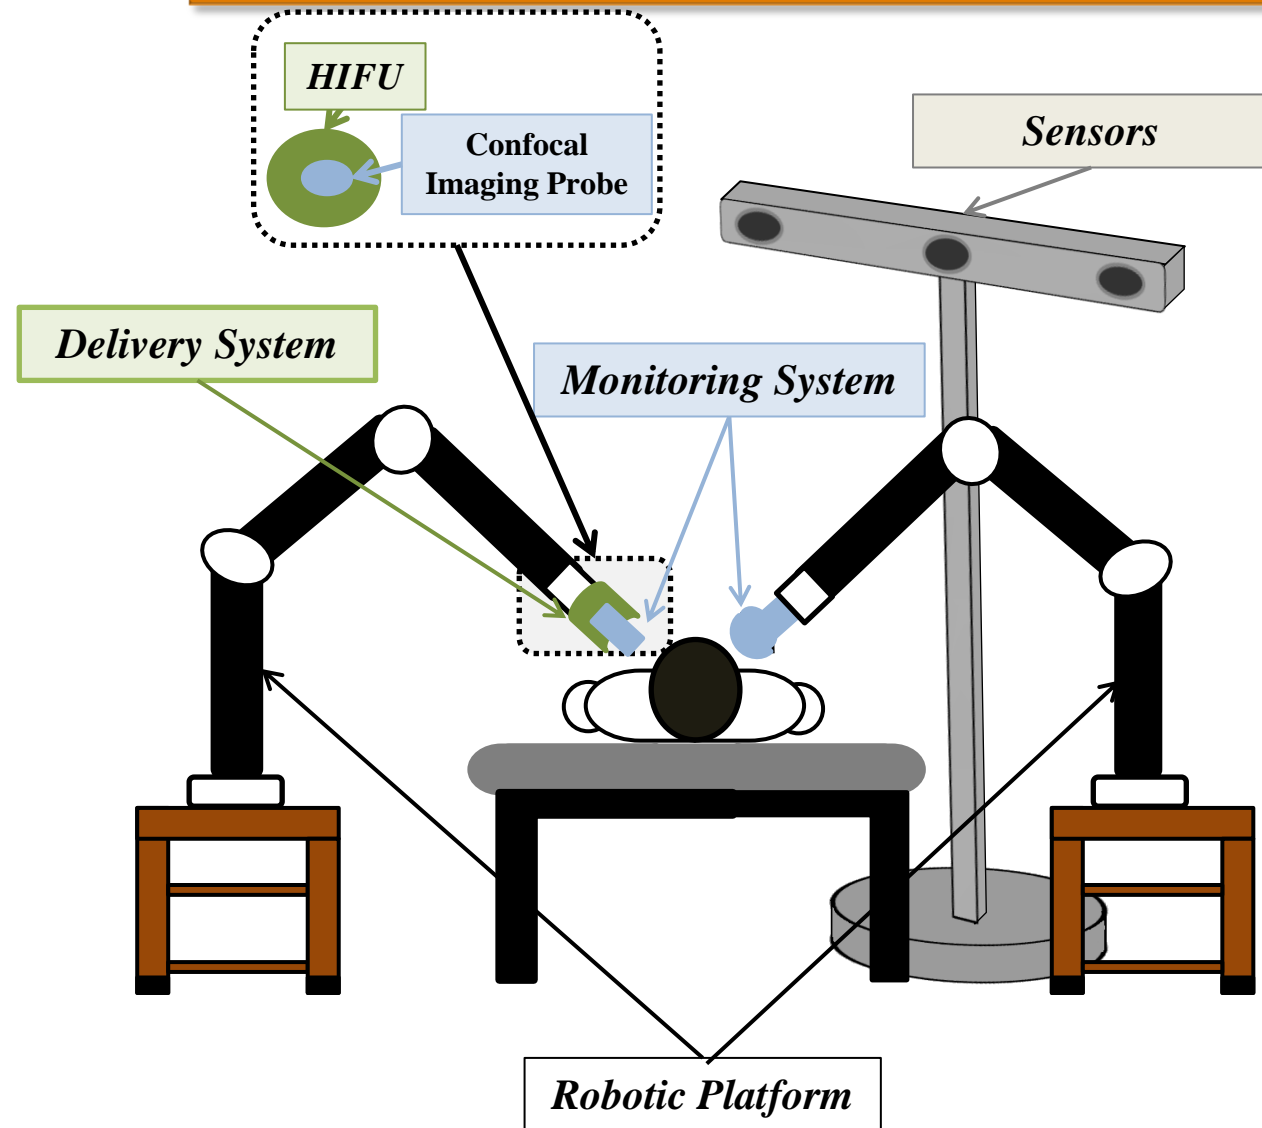 HIFU
Confocal
Imaging Probe
Sensors
Delivery System
Monitoring System
Robotic Platform